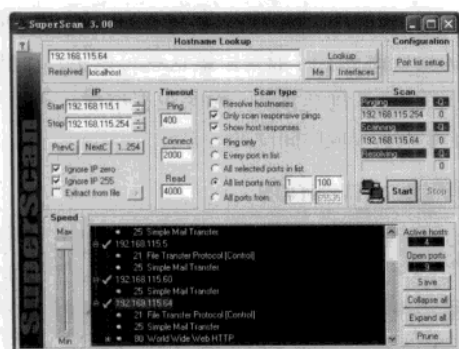 SuperScan 3.00
Hostname Lookup
192.168.115.64
Lookup
Resolved localhost
Me Interfaces
Configuration
Port list setup
IP
Start 192.168.115.1
Stop 192.168.115.254
PrevC NextC 1..254
Ignore IP zero
Ignore IP 255
Extract from file
Timeout
Ping
400
Connect
2000
Read
4000
Scan type
Resolve hostnames
Only scan responsive pings
Show host responses
Ping only
Every port in list
All selected ports in list
All list ports from 1 100
All ports from 1 65535
Scan
Pinging
192.168.115.254 0
Scanning
192.168.115.64 0
Resolving
0
Start Stop
Speed
Max
Min
SuperScan
25 Simple Mail Transfer
192.168.115.5
21 File Transfer Protocol [Control]
25 Simple Mail Transfer
192.168.115.60
25 Simple Mail Transfer
192.168.115.64
21 File Transfer Protocol [Control]
25 Simple Mail Transfer
80 World Wide Web HTTP
Active hosts
4
Open ports
Save
Collapse all
Expand all
Prune